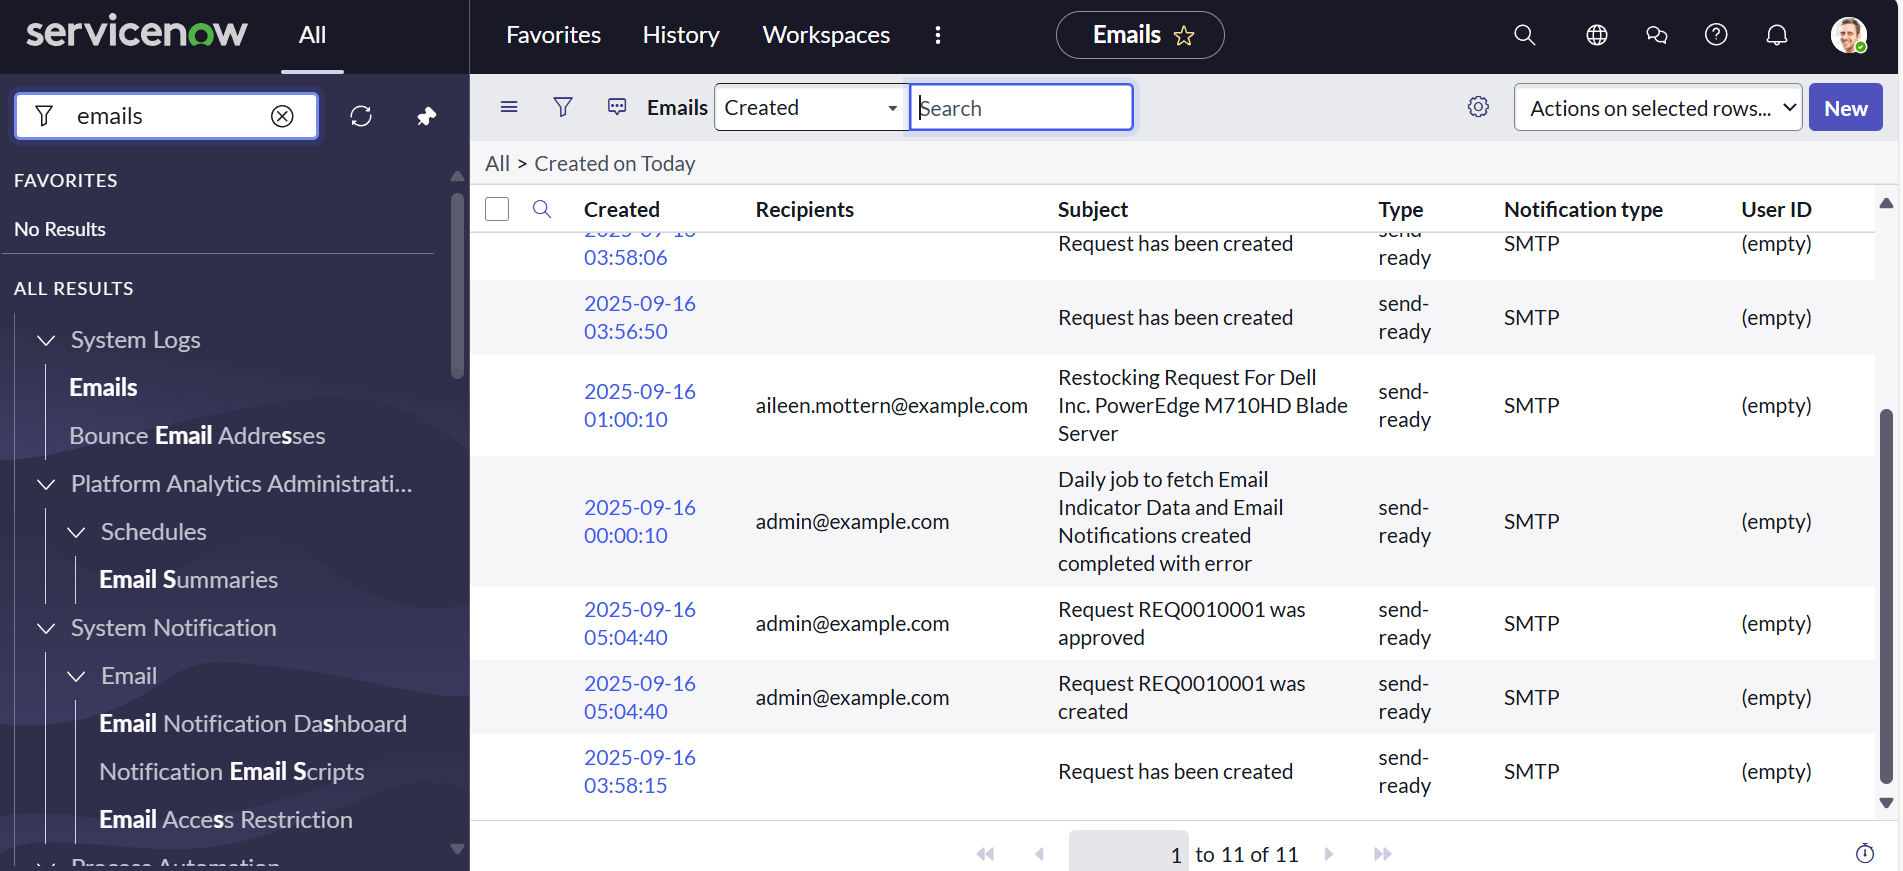 servicenow
All
Favorites
History
Workspaces
Emails
emails
Emails
Created
Search
Actions on selected rows...
New
FAVORITES
No Results
ALL RESULTS
System Logs
Emails
Bounce Email Addresses
Platform Analytics Administrati...
Schedules
Email Summaries
System Notification
Email
Email Notification Dashboard
Notification Email Scripts
Email Access Restriction
Process Automation
All > Created on Today
Created Recipients Subject Type Notification type User ID
2025-09-16
03:58:06
Request has been created
send-
ready
SMTP
(empty)
2025-09-16
03:56:50
Request has been created
send-
ready
SMTP
(empty)
2025-09-16
01:00:10
aileen.mottern@example.com
Restocking Request For Dell
Inc. PowerEdge M710HD Blade
Server
send-
ready
SMTP
(empty)
2025-09-16
00:00:10
admin@example.com
Daily job to fetch Email
Indicator Data and Email
Notifications created
completed with error
send-
ready
SMTP
(empty)
2025-09-16
05:04:40
admin@example.com
Request REQ0010001 was
approved
send-
ready
SMTP
(empty)
2025-09-16
05:04:40
admin@example.com
Request REQ0010001 was
created
send-
ready
SMTP
(empty)
2025-09-16
03:58:15
Request has been created
send-
ready
SMTP
(empty)
1 to 11 of 11